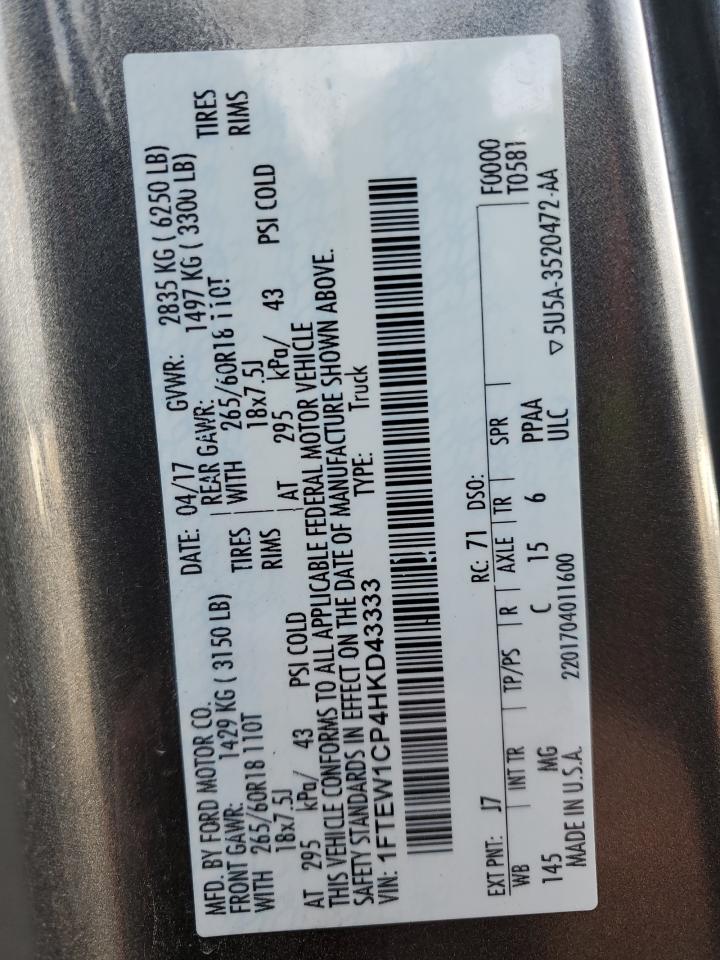 MFD. BY FORD MOTOR CO.
DATE: 04/17 GVWR: 2835 KG ( 6250 LB)
FRONT GAWR: 1429 KG ( 3150 LB) REAR GAWR: 1497 KG ( 3300 LB)
WITH 265/60R18 110T TIRES WITH 265/60R18 110T TIRES
18x7.5J RIMS 18x7.5J RIMS
AT 295 kPa/ 43 PSI COLD AT 295 kPa/ 43 PSI COLD
THIS VEHICLE CONFORMS TO ALL APPLICABLE FEDERAL MOTOR VEHICLE
SAFETY STANDARDS IN EFFECT ON THE DATE OF MANUFACTURE SHOWN ABOVE.
VIN: 1FTEW1CP4HKD43333 TYPE: Truck
EXT PNT: J7 RC: 71 DSO: F0000
WB INT TR TP/PS R AXLE TR SPR T0581
145 MG C 15 6 PPAA
MADE IN U.S.A. 2201704011600 ULC ▽5U5A-3520472-AA